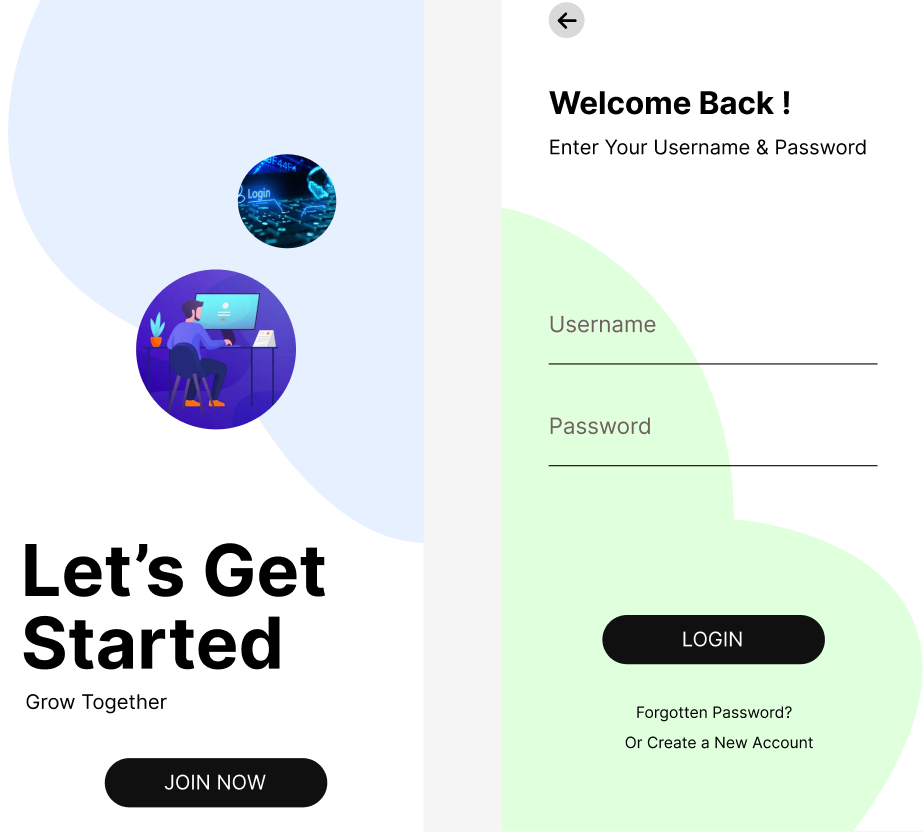 Login
Let’s Get
Started
Grow Together
JOIN NOW
Welcome Back !
Enter Your Username & Password
Username
Password
LOGIN
Forgotten Password?
Or Create a New Account